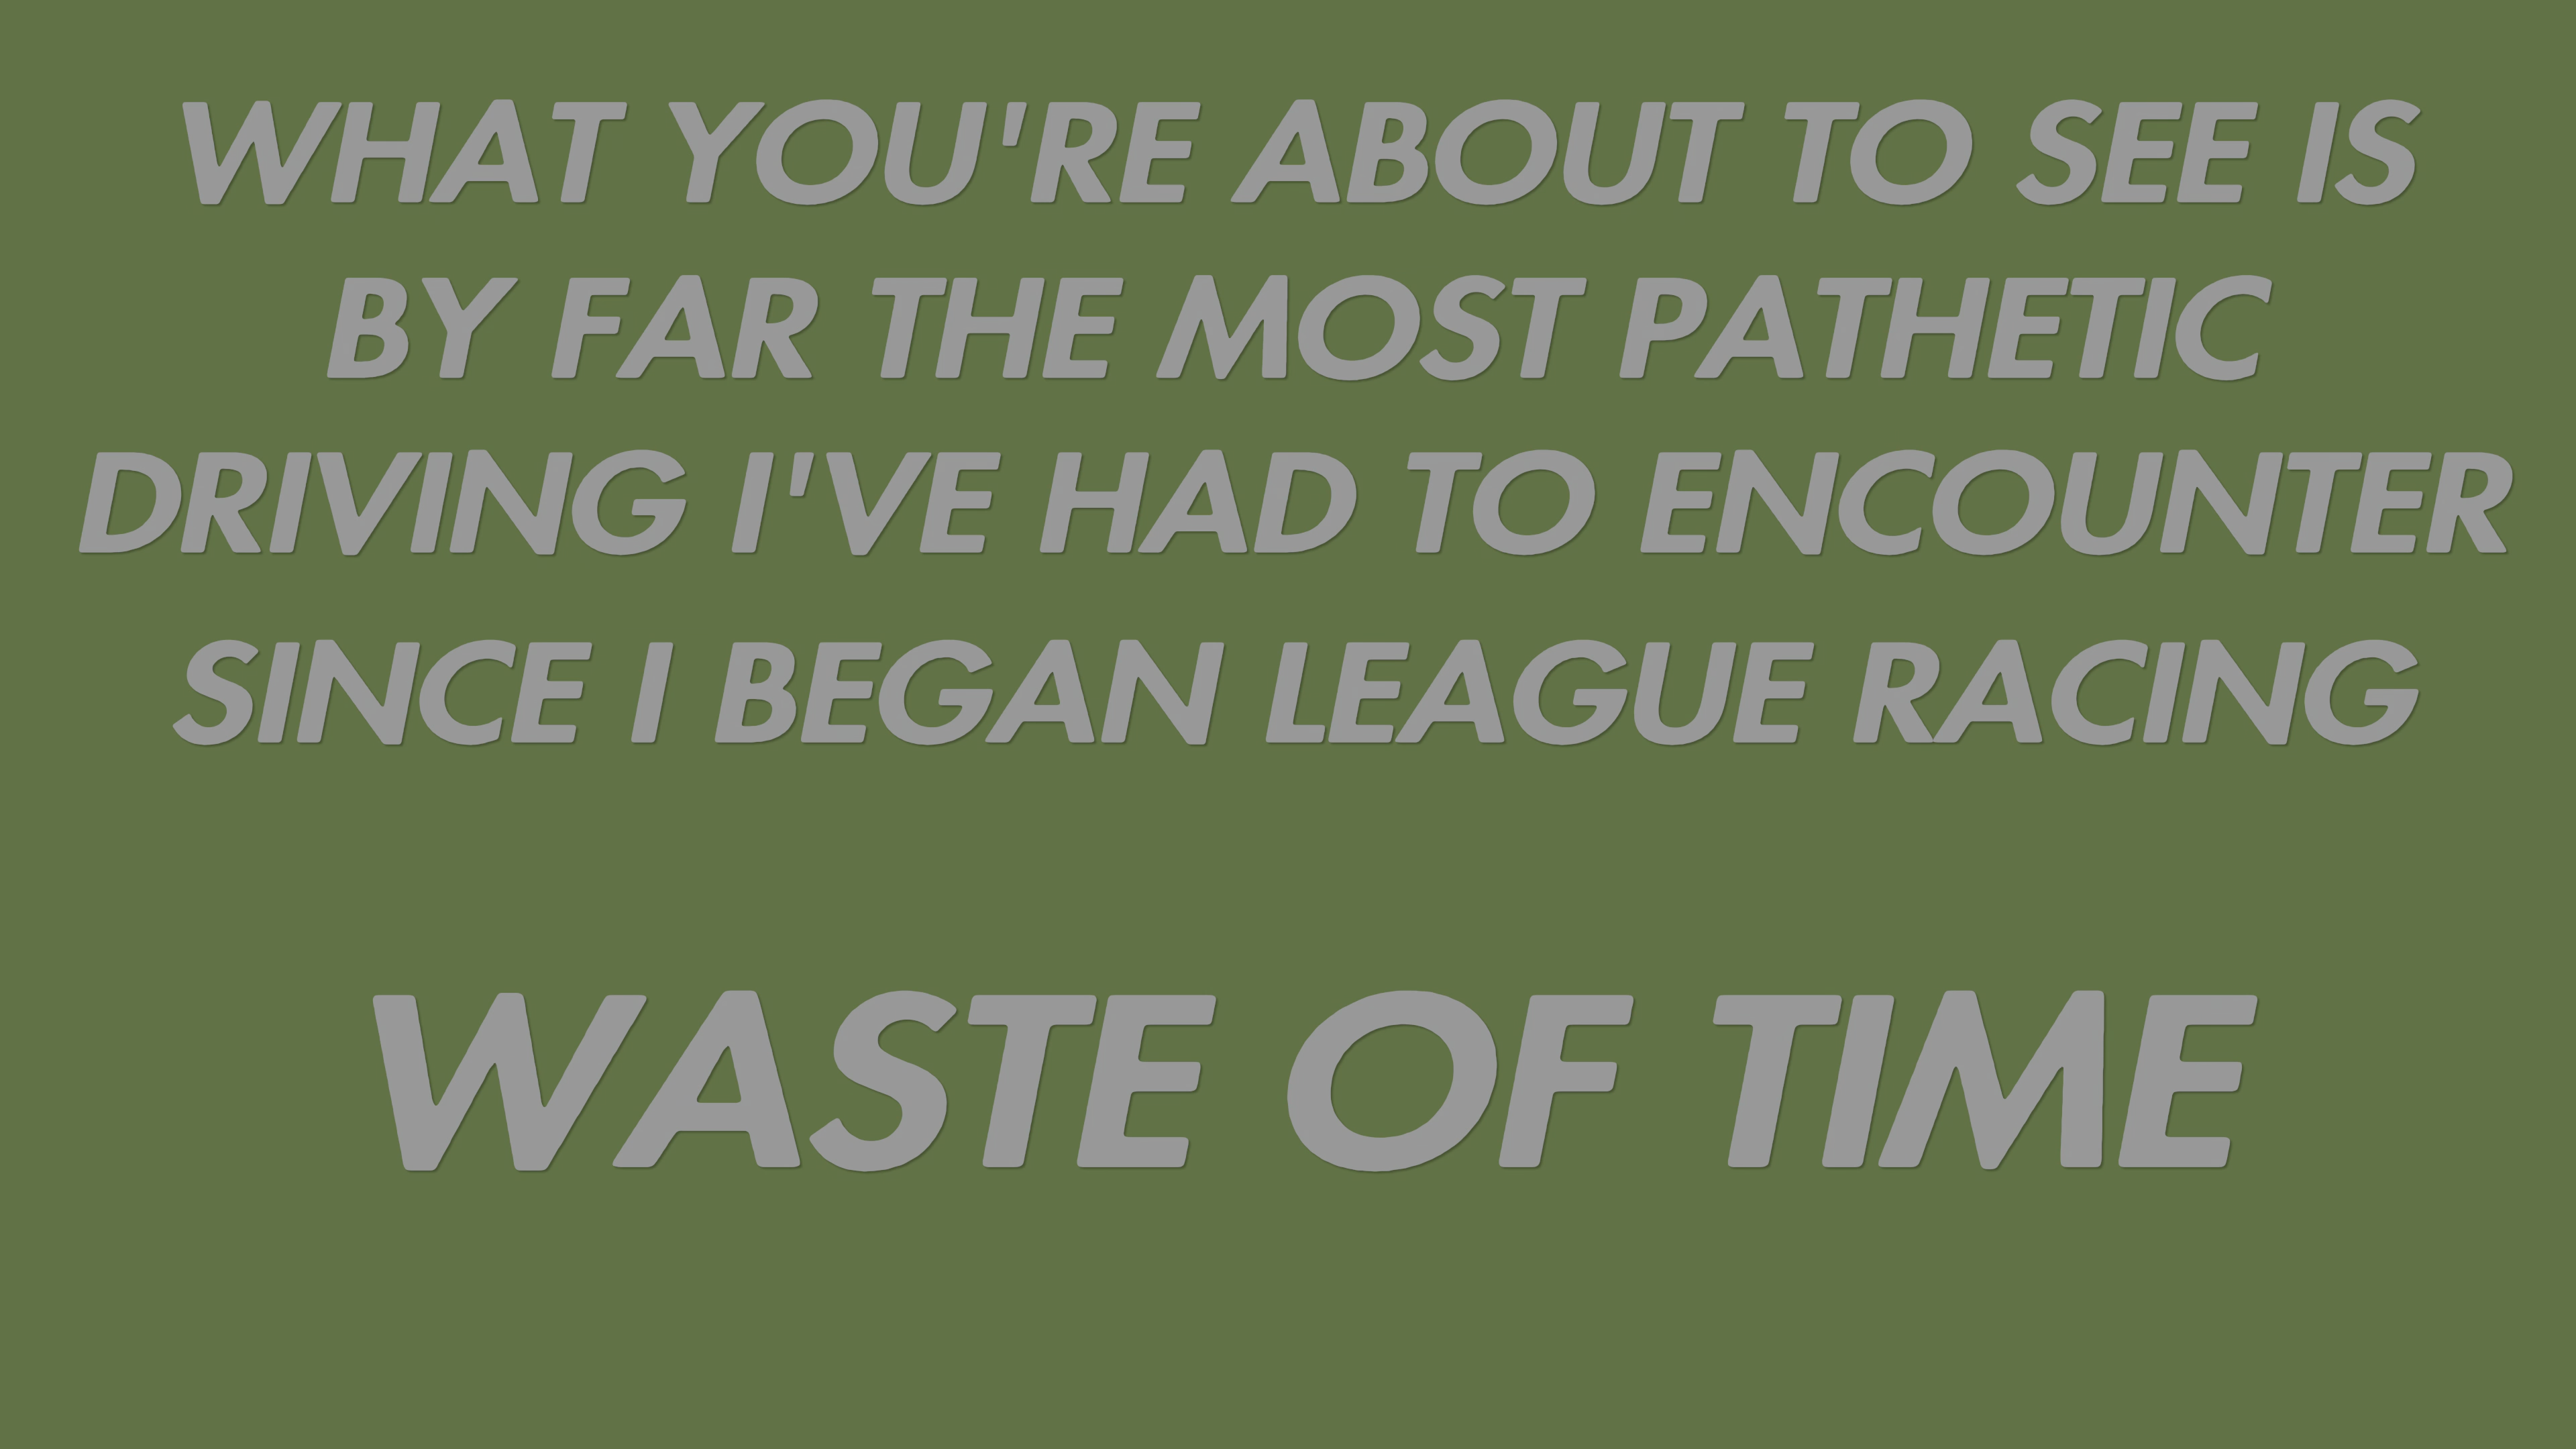 WHAT YOU'RE ABOUT TO SEE IS
BY FAR THE MOST PATHETIC
DRIVING I'VE HAD TO ENCOUNTER
SINCE I BEGAN LEAGUE RACING
WASTE OF TIME